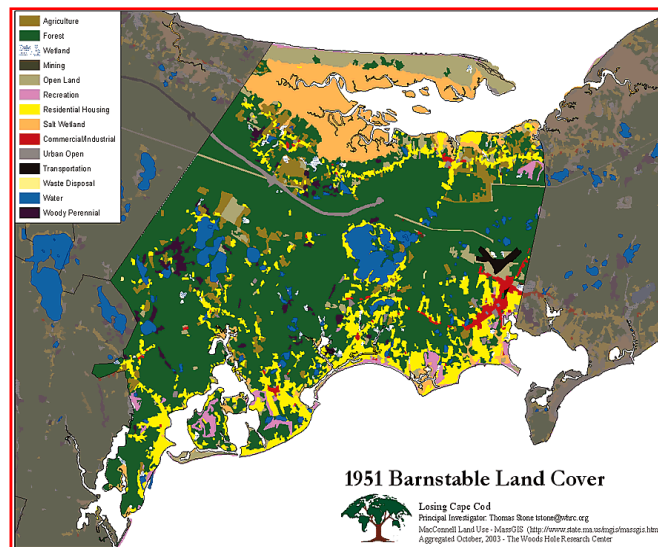 Agriculture
Forest
Wetland
Mining
Open Land
Recreation
Residential Housing
Salt Wetland
Commercial/Industrial
Urban Open
Transportation
Waste Disposal
Water
Woody Perennial
1951 Barnstable Land Cover
Losing Cape Cod
Principal Investigator: Thomas Stone tstone@whrc.org
MacConnell Land Use - MassGIS (http://www.state.ma.us/mgis/massgis.htm
Aggregated October, 2003 - The Woods Hole Research Center